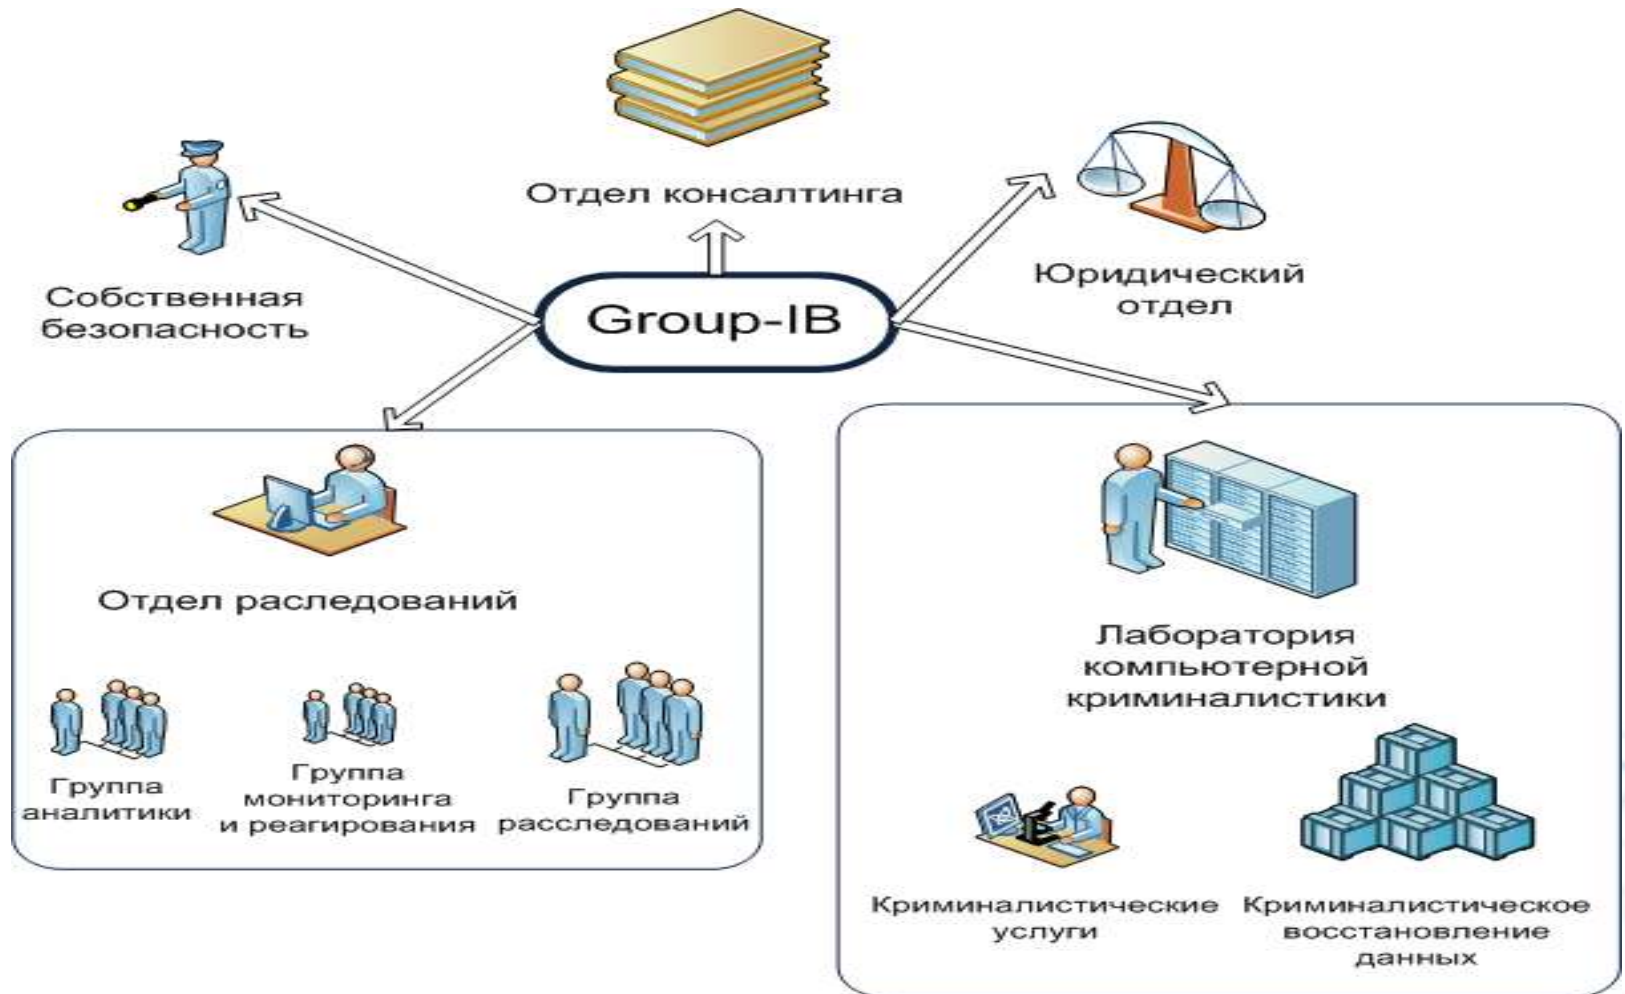 Отдел консалтинга
Собственная
безопасность
Юридический
отдел
Group-IB
Отдел раследований
Группа
аналитики
Группа
мониторинга
и реагирования
Группа
расследований
Лаборатория
компьютерной
криминалистики
Криминалистические
услуги
Криминалистическое
восстановление
данных